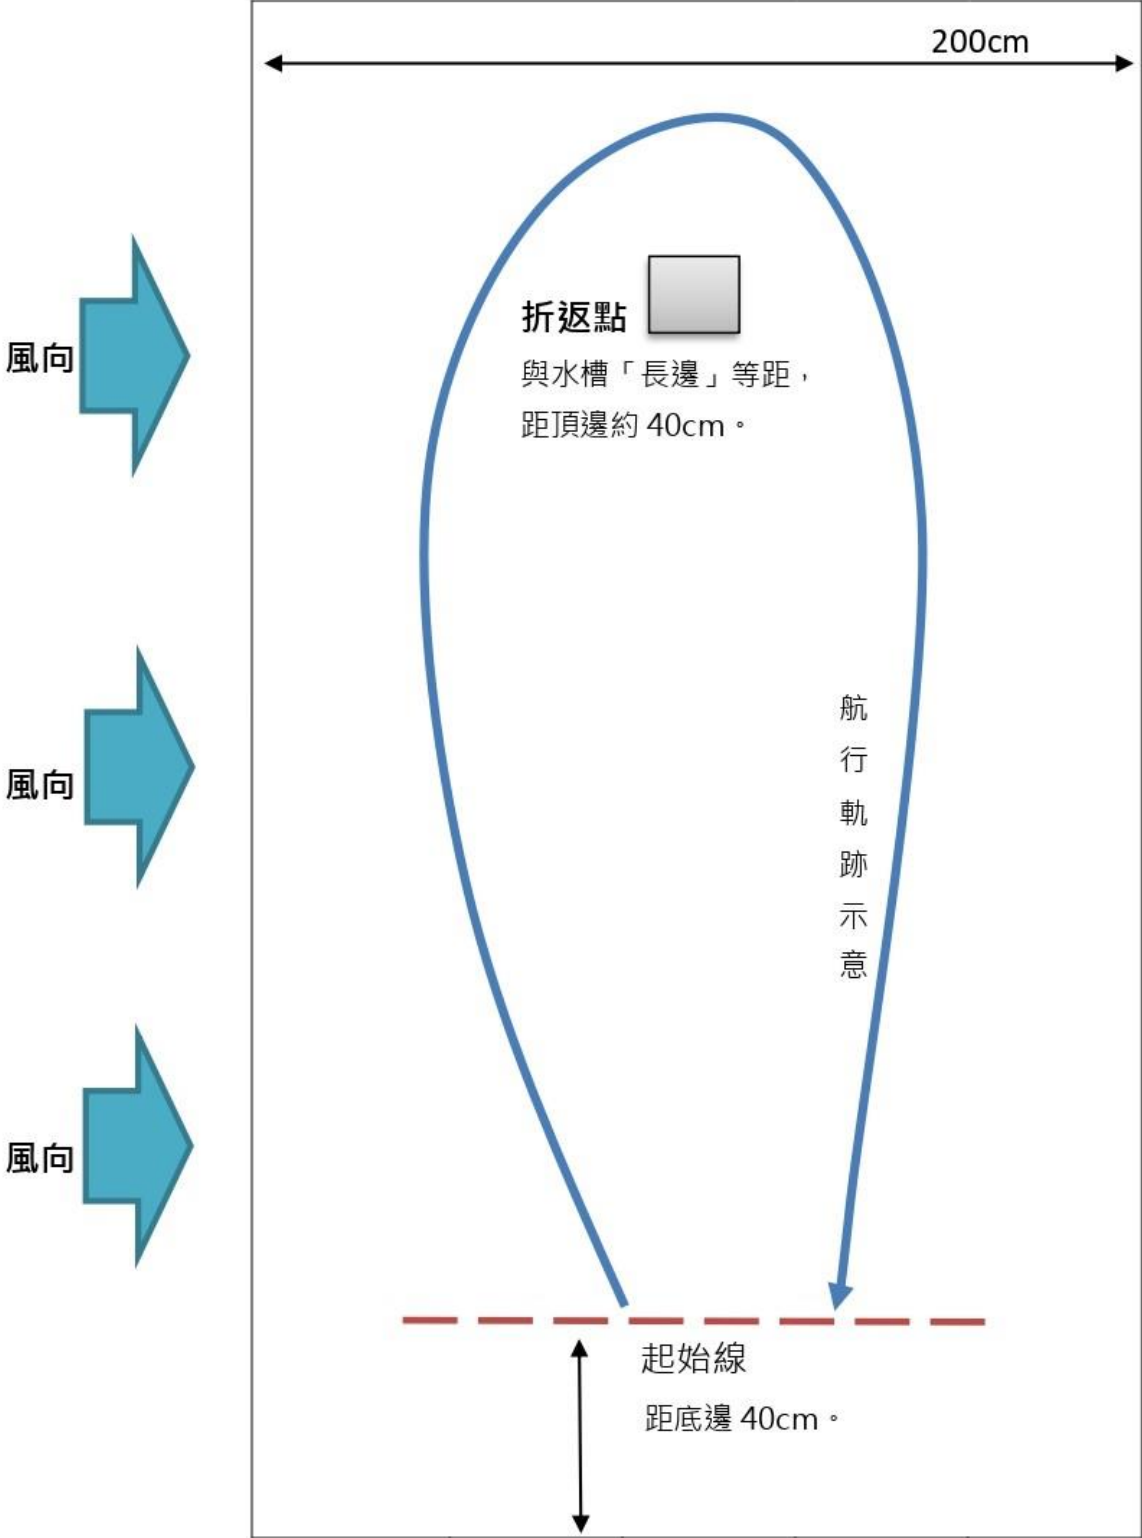 200cm
折返點
風向
與水槽「長邊」等距，
距頂邊約 40cm。
航行軌跡示意
風向
風向
起始線
距底邊 40cm。